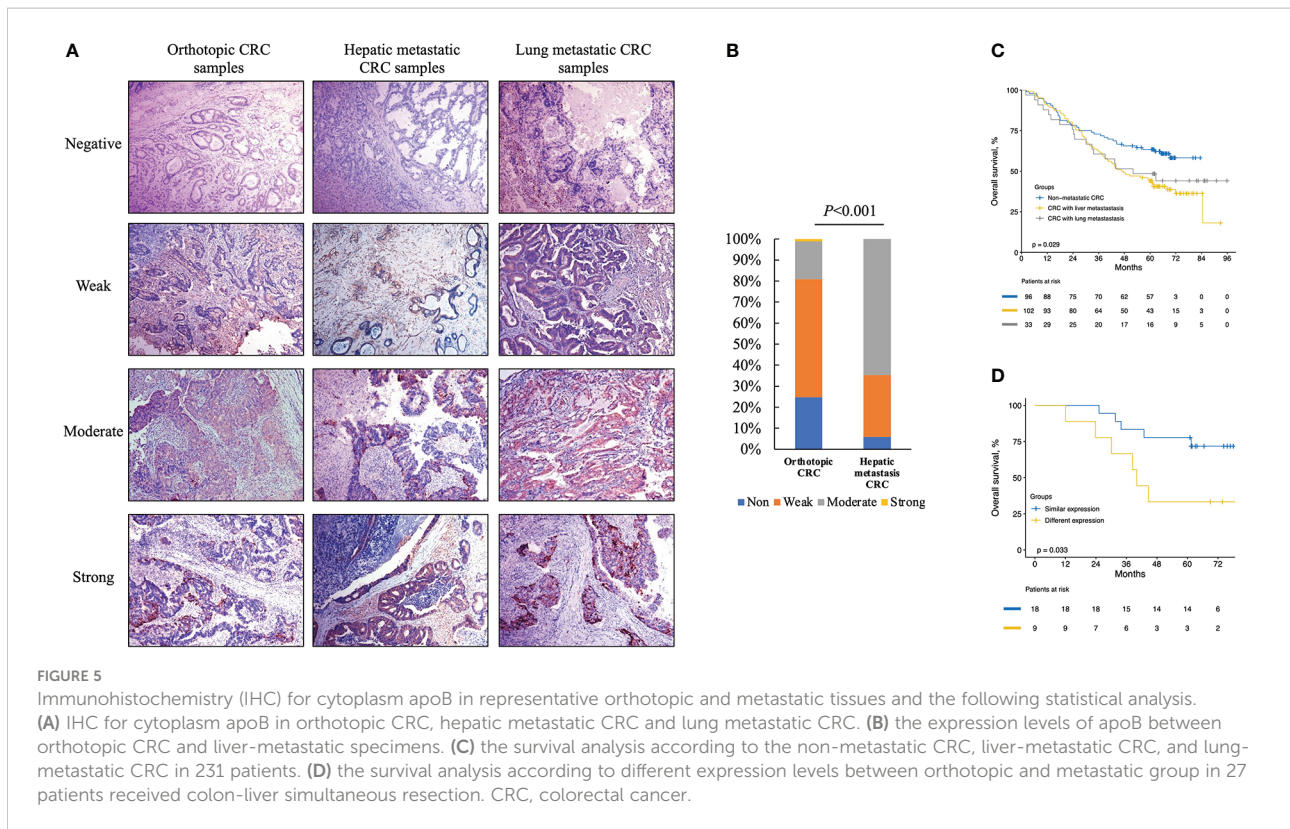 A
Orthotopic CRC
samples
Hepatic metastatic
CRC samples
Lung metastatic CRC
samples
Negative
Weak
Moderate
Strong
B
P<0.001
100%
90%
80%
70%
60%
50%
40%
30%
20%
10%
0%
Orthotopic
CRC
Hepatic
metastasis
CRC
Non Weak Moderate Strong
C
Overall survival, %
100
75
50
25
0
Groups
Non-metastatic CRC
CRC with liver metastastasis
CRC with lung metastastasis
p = 0.029
0 12 24 36 48 60 72 84 96
Months
Patients at risk
96 88 75 70 62 57 3 0 0
102 93 80 64 50 43 15 3 0
33 29 25 20 17 16 9 5 0
D
Overall survival, %
100
75
50
25
0
Groups
Similar expression
Different expression
p = 0.033
0 12 24 36 48 60 72
Months
Patients at risk
18 18 18 15 14 14 6
9 9 7 6 3 3 2
FIGURE 5
Immunohistochemistry (IHC) for cytoplasm apoB in representative orthotopic and metastatic tissues and the following statistical analysis.
(A) IHC for cytoplasm apoB in orthotopic CRC, hepatic metastatic CRC and lung metastatic CRC. (B) the expression levels of apoB between
orthotopic CRC and liver-metastatic specimens. (C) the survival analysis according to the non-metastatic CRC, liver-metastatic CRC, and lung-
metastatic CRC in 231 patients. (D) the survival analysis according to different expression levels between orthotopic and metastatic group in 27
patients received colon-liver simultaneous resection. CRC, colorectal cancer.